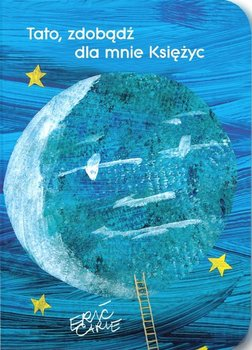 Tato, zdobądź
dla mnie Księżyc
ERIC
CARLE